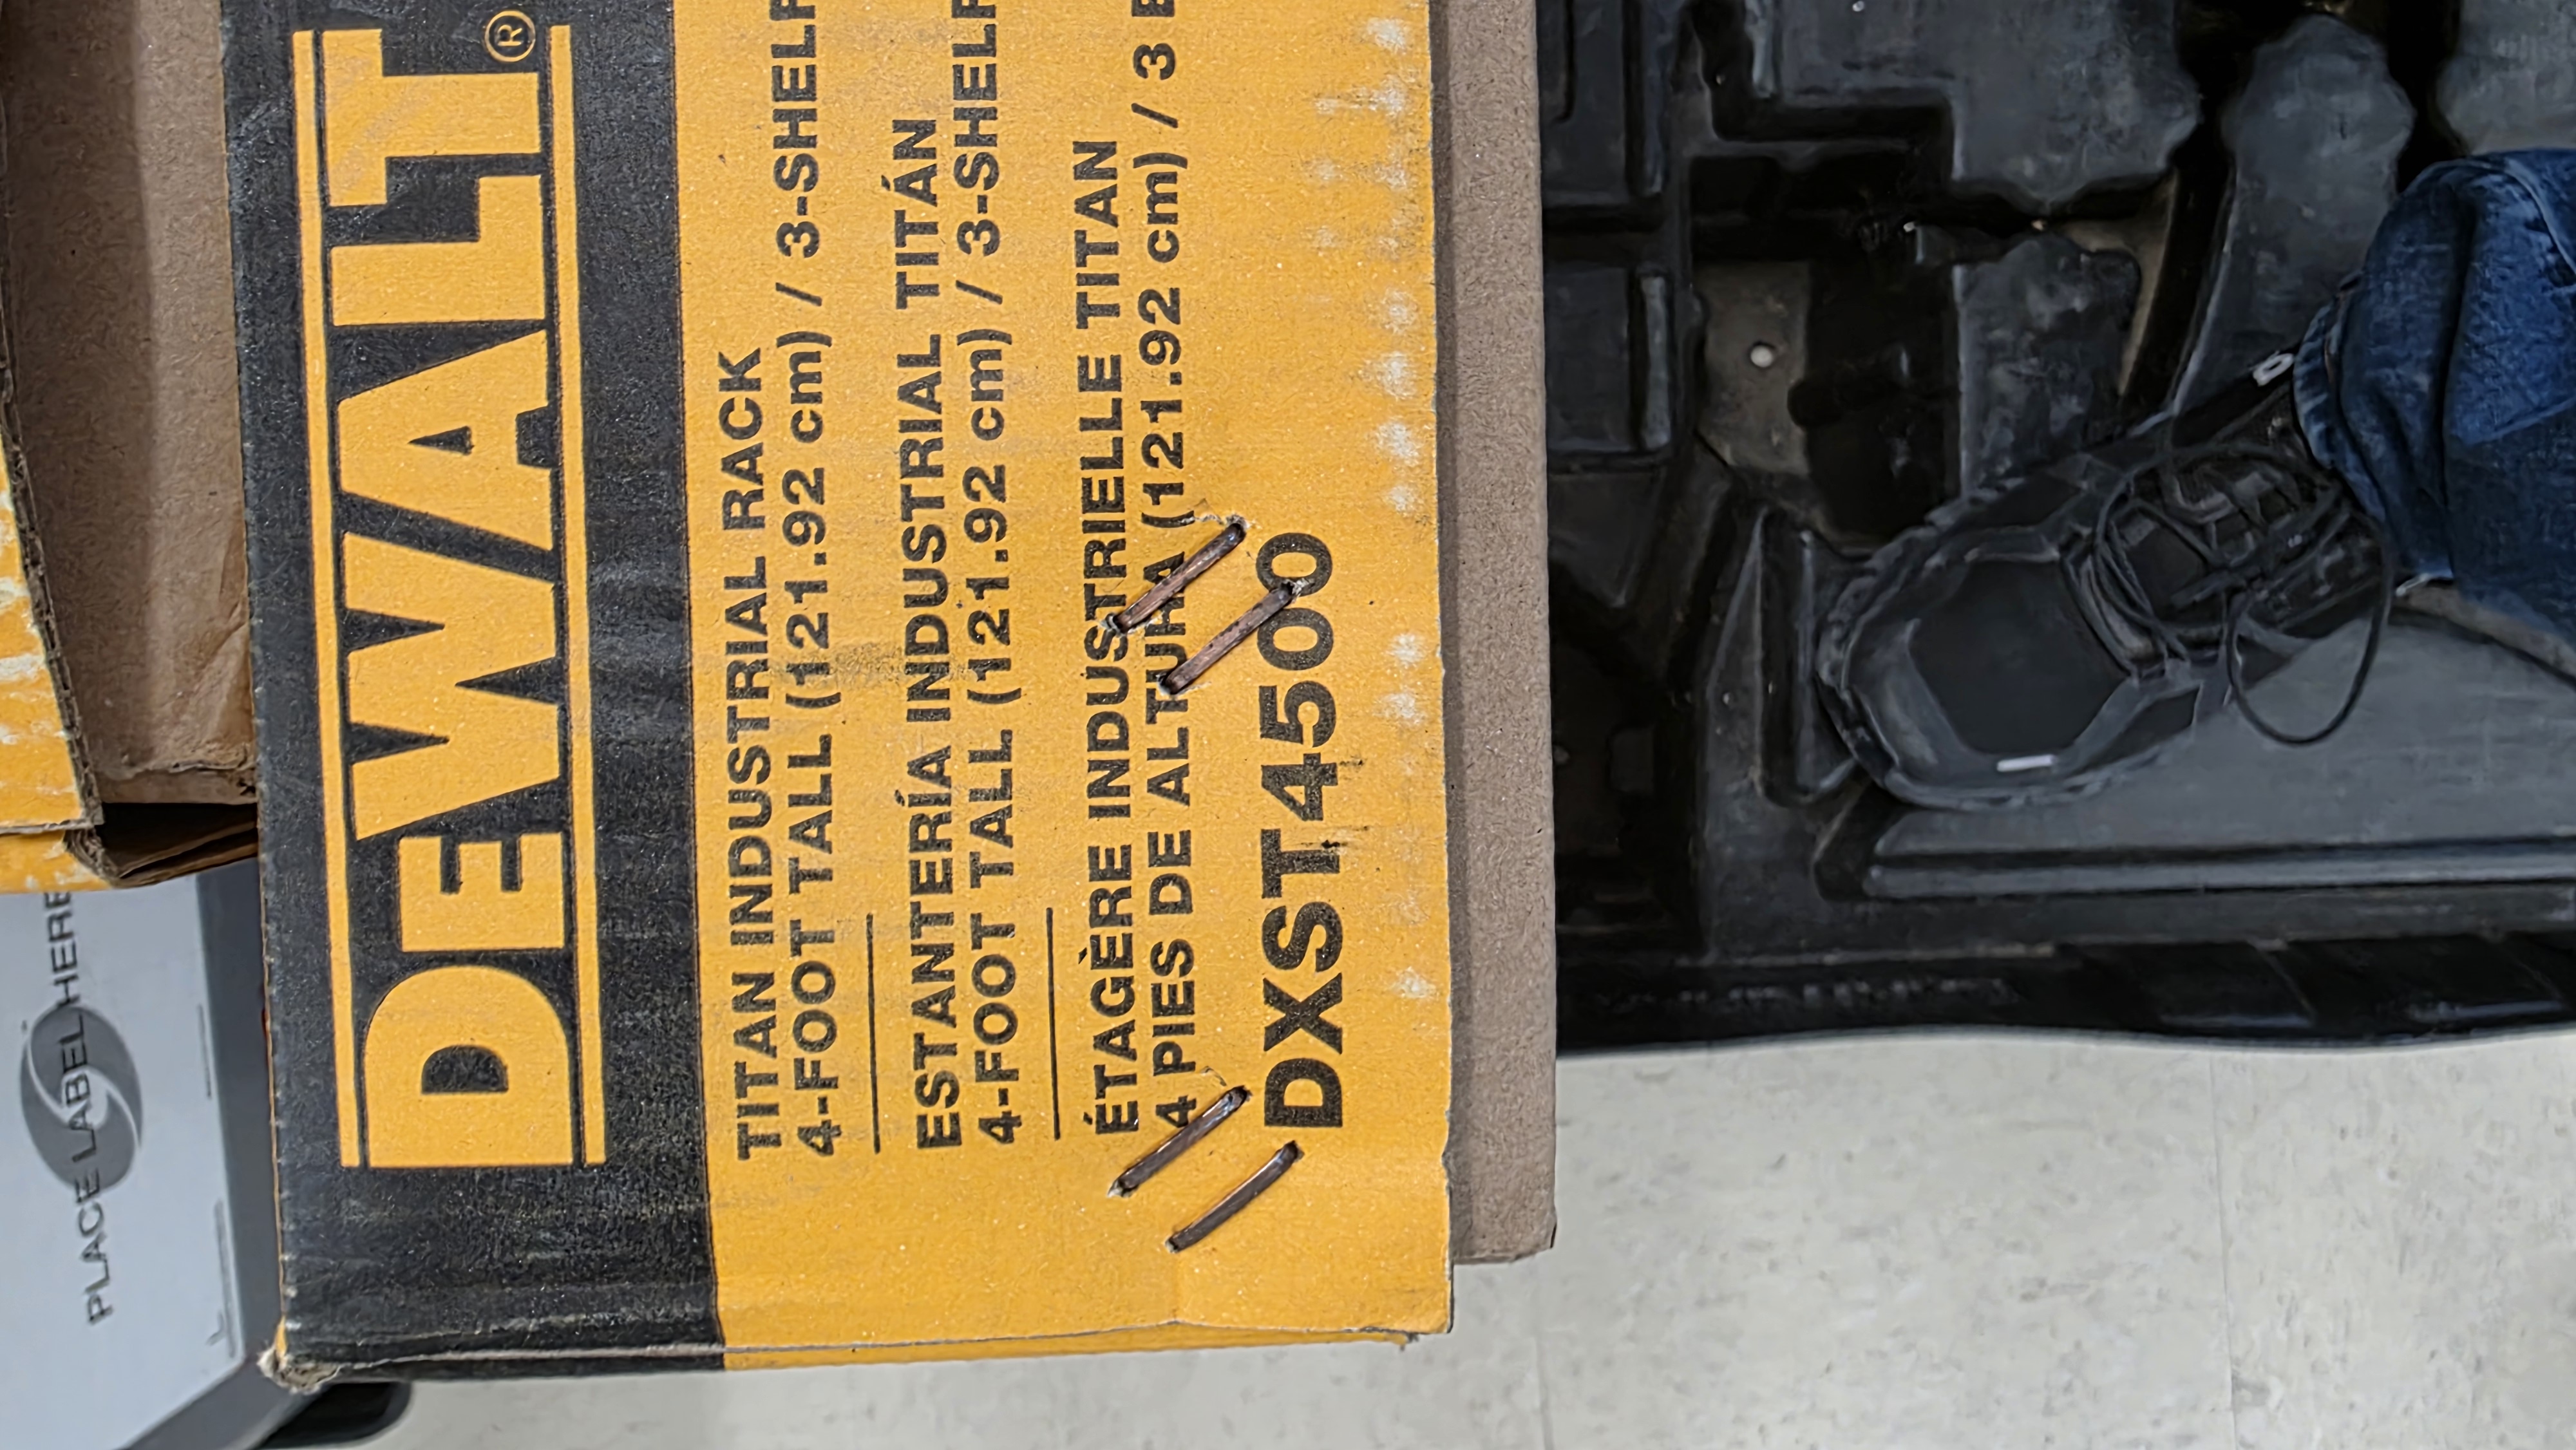 DEWALT®
TITAN INDUSTRIAL RACK
4-FOOT TALL (121.92 cm) / 3-SHELF
ESTANTERÍA INDUSTRIAL TITÁN
4-FOOT TALL (121.92 cm) / 3-SHELF
ÉTAGÈRE INDUSTRIELLE TITAN
4 PIES DE ALTURA (121.92 cm) / 3
DXST4500
PLACE LABEL HERE